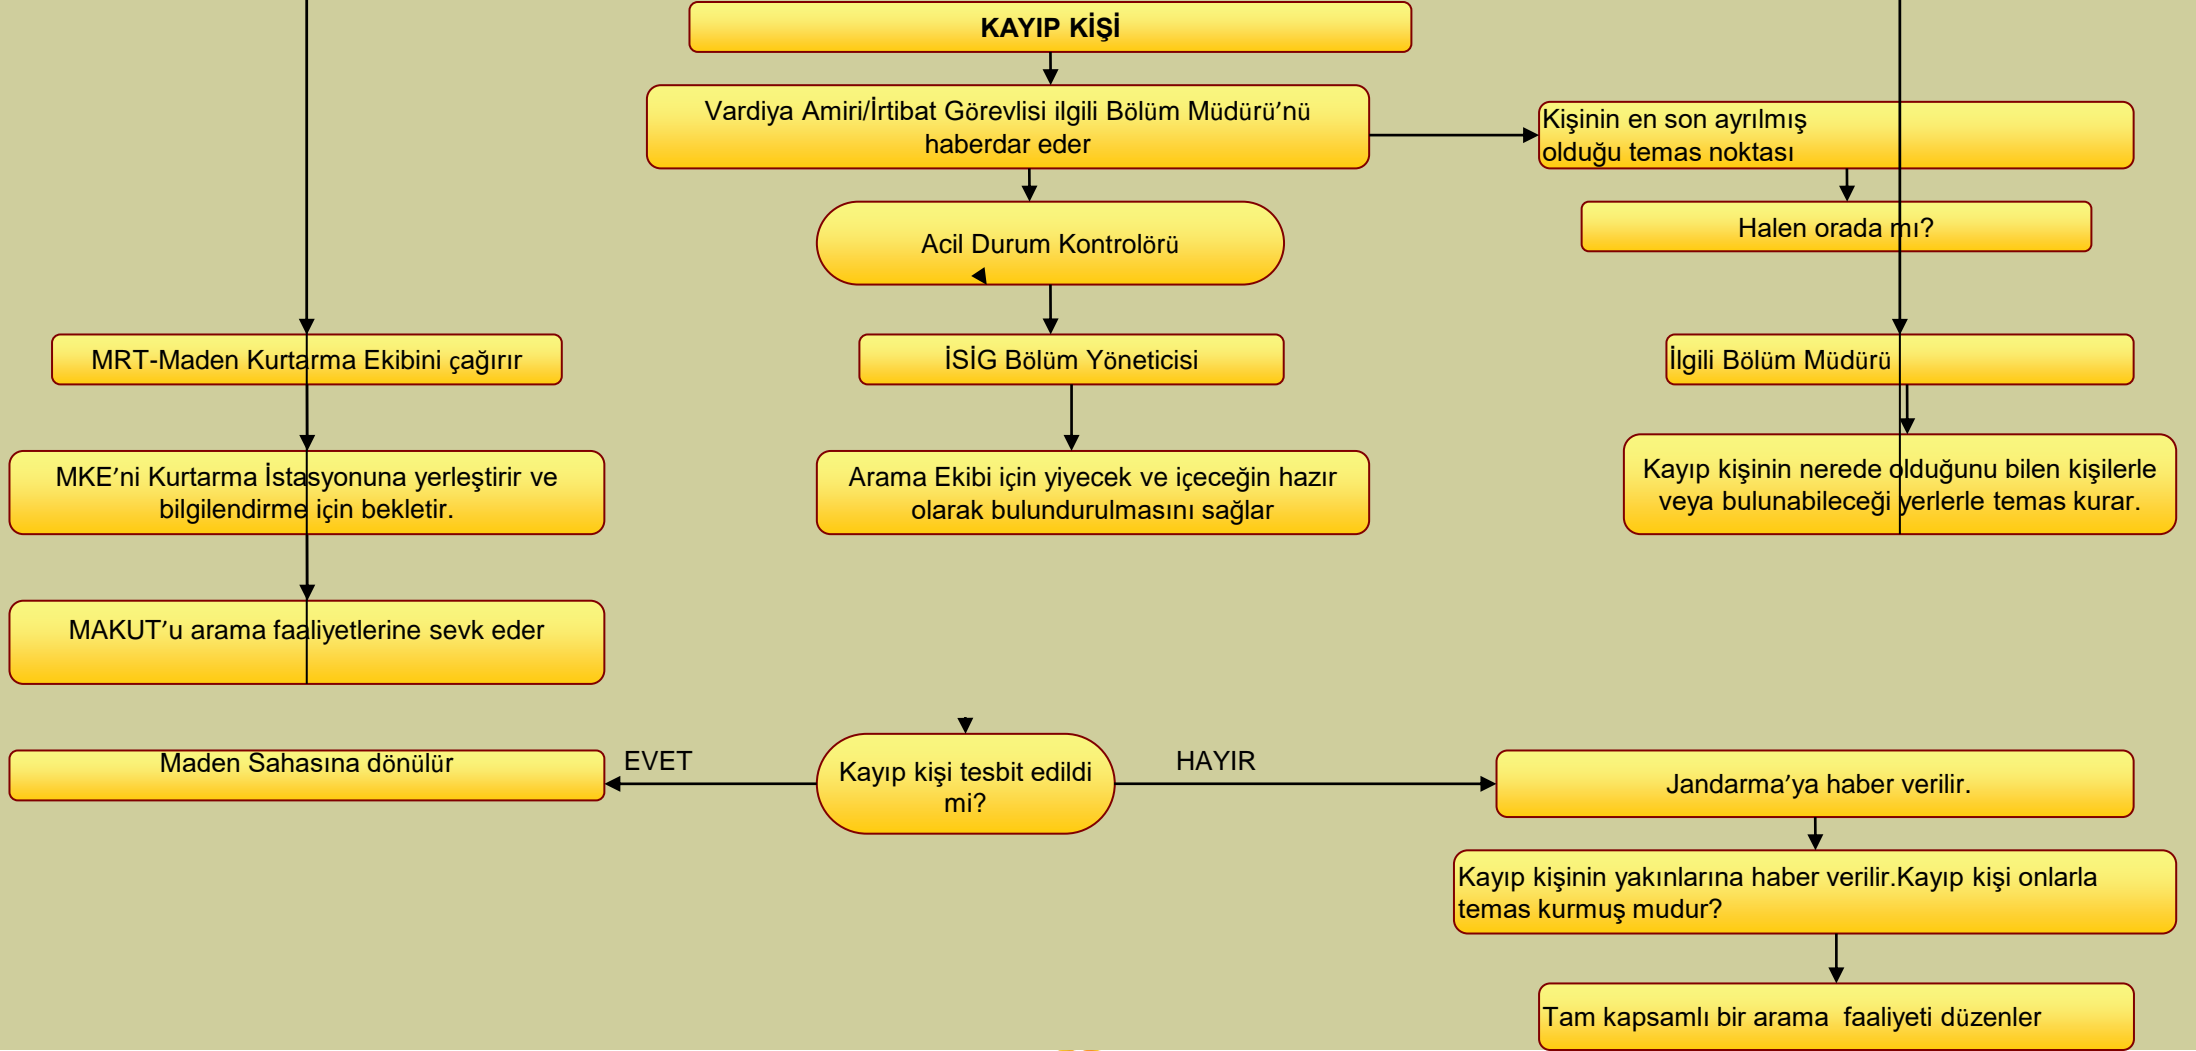 KAYIP KİŞİ
Vardiya Amiri/İrtibat Görevlisi ilgili Bölüm Müdürü’nü
haberdar eder
Kişinin en son ayrılmış
olduğu temas noktası
Acil Durum Kontrolörü
Halen orada mı?
MRT-Maden Kurtarma Ekibini çağırır
İSİG Bölüm Yöneticisi
İlgili Bölüm Müdürü
MKE’ni Kurtarma İstasyonuna yerleştirir ve
bilgilendirme için bekletir.
Arama Ekibi için yiyecek ve içeceğin hazır
olarak bulundurulmasını sağlar
Kayıp kişinin nerede olduğunu bilen kişilerle
veya bulunabileceği yerlerle temas kurar.
MAKUT’u arama faaliyetlerine sevk eder
Maden Sahasına dönülür
EVET
Kayıp kişi tesbit edildi
mi?
HAYIR
Jandarma’ya haber verilir.
Kayıp kişinin yakınlarına haber verilir.Kayıp kişi onlarla
temas kurmuş mudur?
Tam kapsamlı bir arama  faaliyeti düzenler